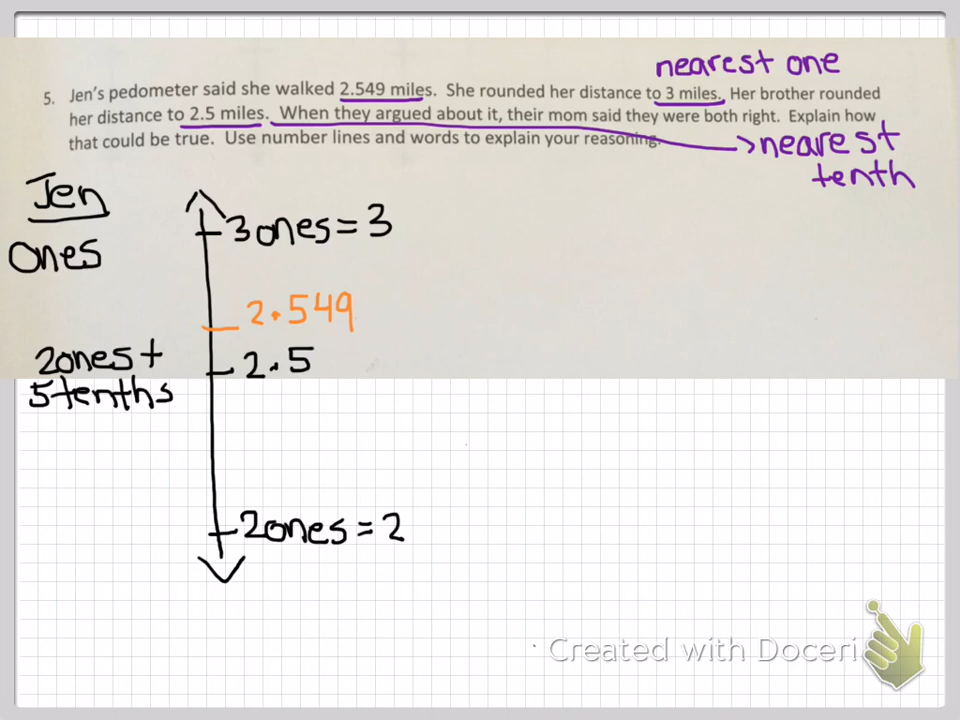 nearest one
5. Jen's pedometer said she walked 2.549 miles. She rounded her distance to 3 miles. Her brother rounded
her distance to 2.5 miles. When they argued about it, their mom said they were both right. Explain how
that could be true. Use number lines and words to explain your reasoning.
nearest
tenth
Jen
Ones
3 ones = 3
2.549
2 ones +
5 tenths
2.5
2 ones = 2
Created with Doceri